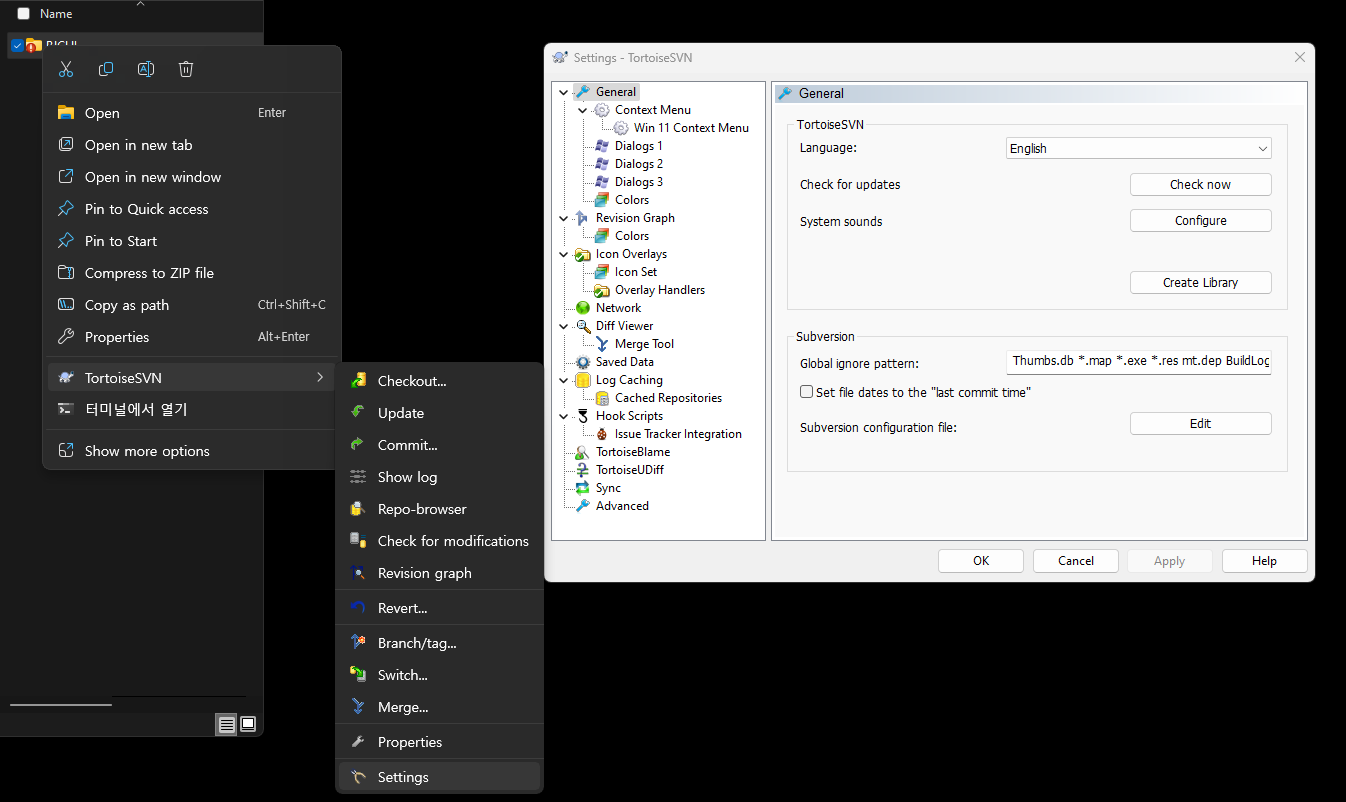 Name
Open Enter
Open in new tab
Open in new window
Pin to Quick access
Pin to Start
Compress to ZIP file
Copy as path Ctrl+Shift+C
Properties Alt+Enter
TortoiseSVN
터미널에서 열기
Show more options
Checkout...
Update
Commit...
Show log
Repo-browser
Check for modifications
Revision graph
Revert...
Branch/tag...
Switch...
Merge...
Properties
Settings
Settings - TortoiseSVN
General
Context Menu
Win 11 Context Menu
Dialogs 1
Dialogs 2
Dialogs 3
Colors
Revision Graph
Colors
Icon Overlays
Icon Set
Overlay Handlers
Network
Diff Viewer
Merge Tool
Saved Data
Log Caching
Cached Repositories
Hook Scripts
Issue Tracker Integration
TortoiseBlame
TortoiseUDiff
Sync
Advanced
General
TortoiseSVN
Language: English
Check for updates Check now
System sounds Configure
Create Library
Subversion
Global ignore pattern: Thumbs.db *.map *.exe *.res mt.dep BuildLog
Set file dates to the "last commit time"
Subversion configuration file: Edit
OK Cancel Apply Help